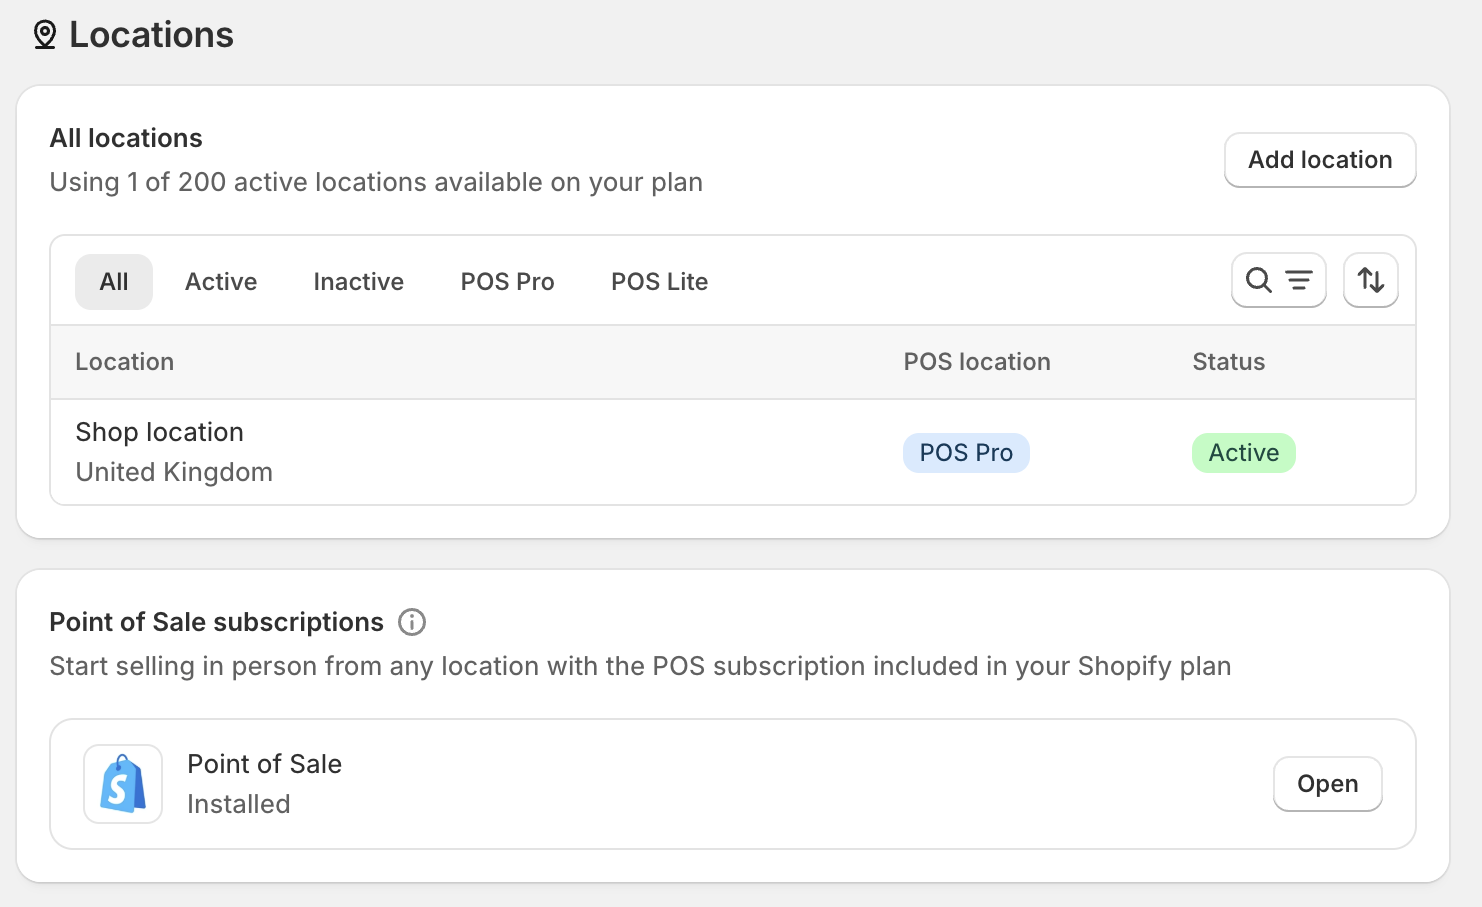 Locations
All locations
Using 1 of 200 active locations available on your plan
Add location
All
Active
Inactive
POS Pro
POS Lite
Location
POS location
Status
Shop location
United Kingdom
POS Pro
Active
Point of Sale subscriptions
Start selling in person from any location with the POS subscription included in your Shopify plan
Point of Sale
Installed
Open